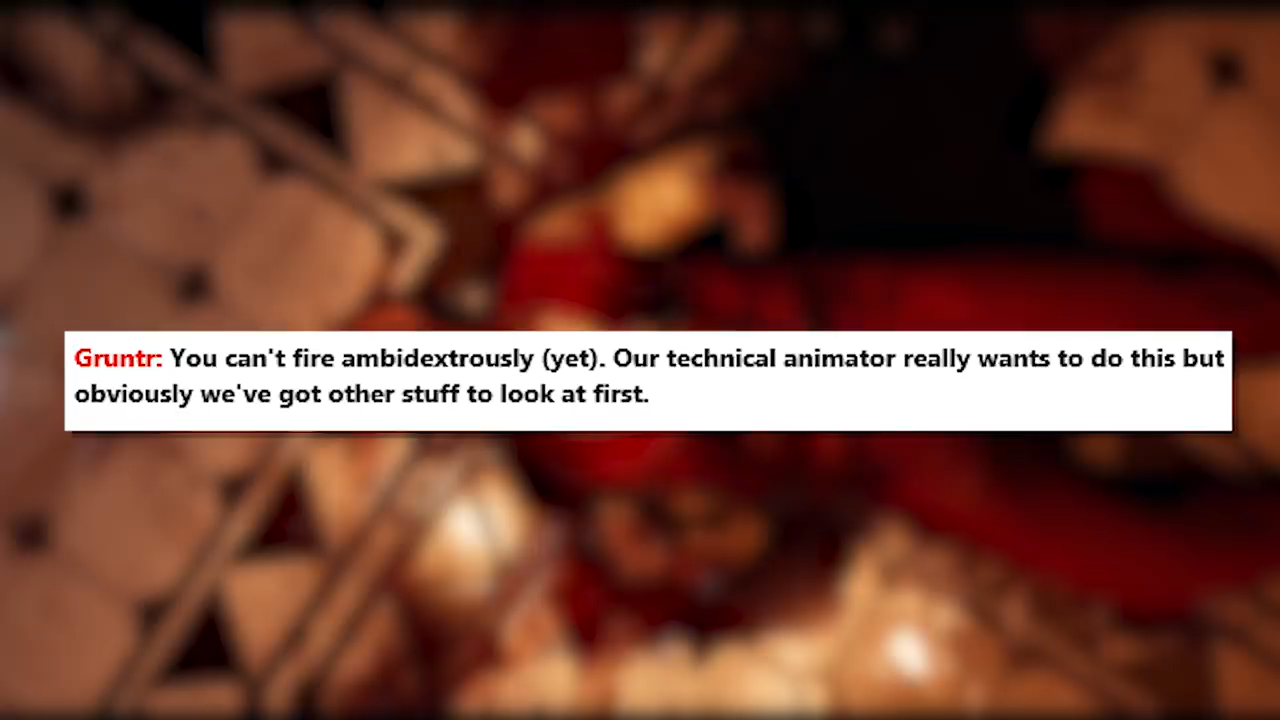 Gruntr: You can't fire ambidextrously (yet). Our technical animator really wants to do this but
obviously we've got other stuff to look at first.